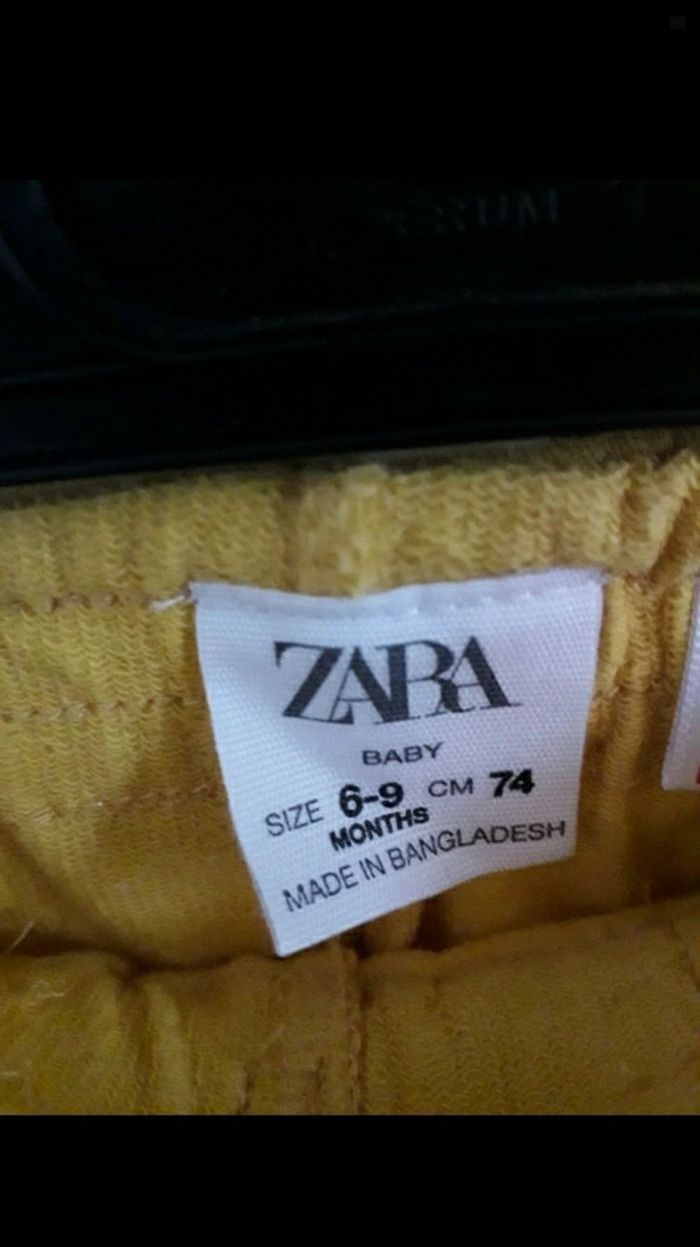 ZARA
BABY
SIZE 6-9 CM 74
MONTHS
MADE IN BANGLADESH